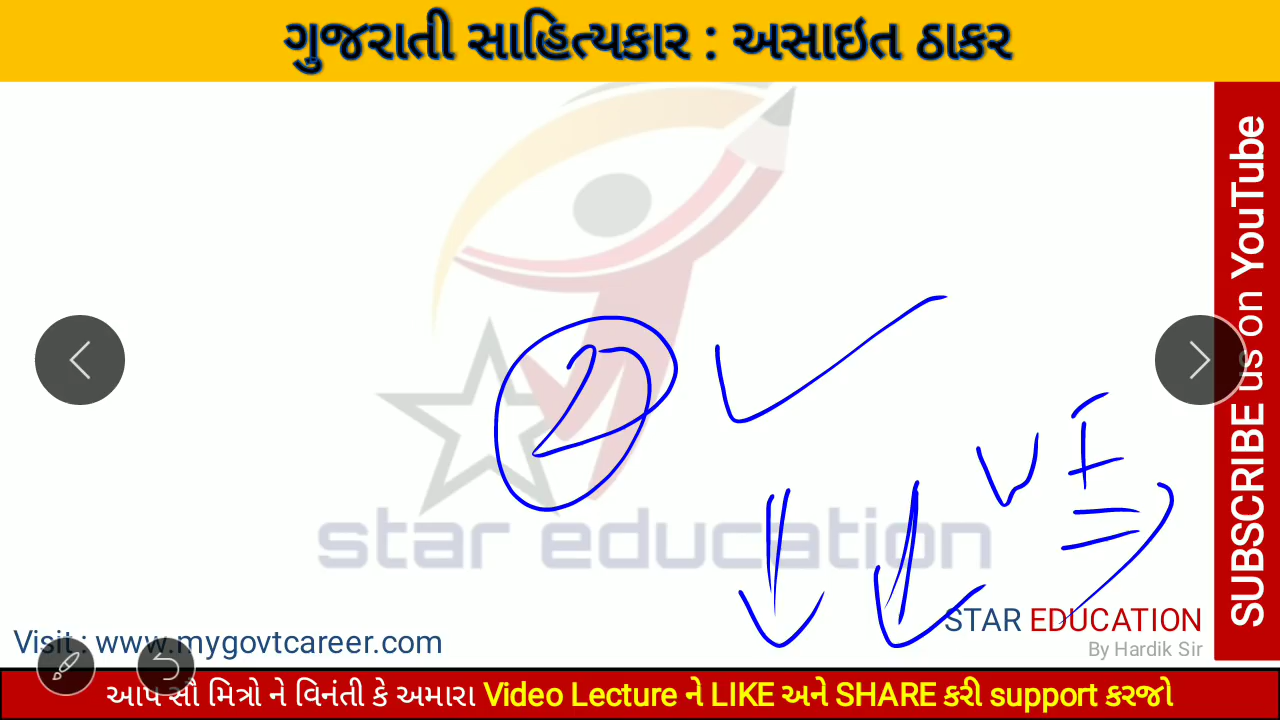 ગુજરાતી સાહિત્યકાર : અસાઇત ઠાકર
SUBSCRIBE us on YouTube
2
star education
STAR EDUCATION
By Hardik Sir
Visit : www.mygovtcareer.com
આપ સૌ મિત્રો ને વિનંતી કે અમારા Video Lecture ને LIKE અને SHARE કરી support કરજો